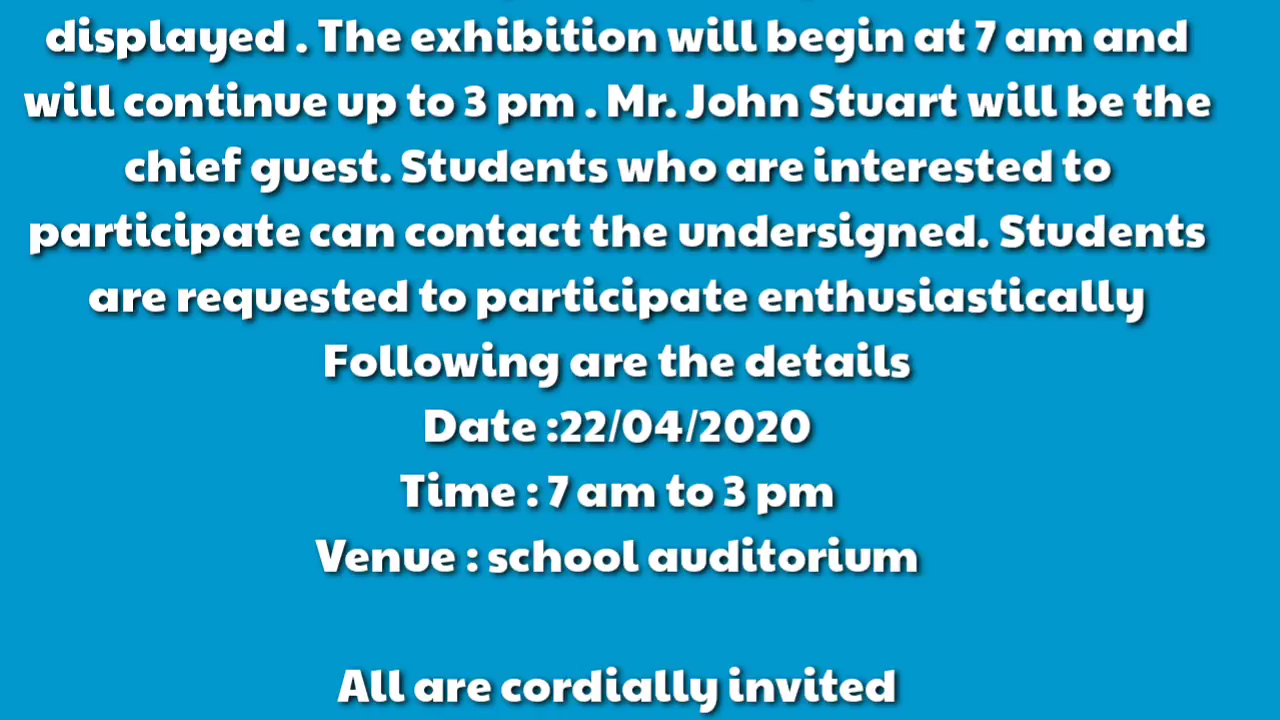 displayed . The exhibition will begin at 7 am and
will continue up to 3 pm . Mr. John Stuart will be the
chief guest. Students who are interested to
participate can contact the undersigned. Students
are requested to participate enthusiastically
Following are the details
Date :22/04/2020
Time : 7 am to 3 pm
Venue : school auditorium
All are cordially invited